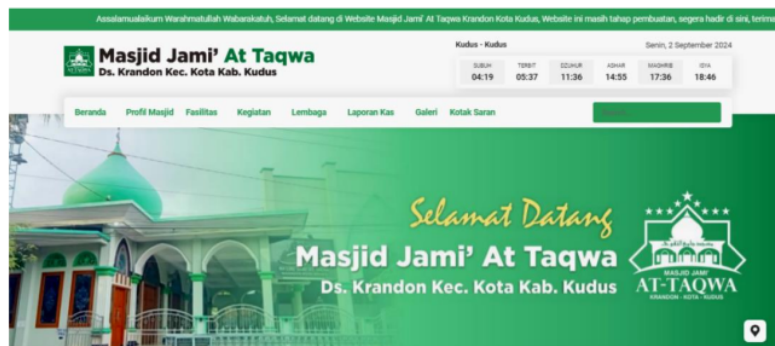 Assalamualaikum Warahmatullah Wabarakatuh, Selamat datang di Website Masjid Jami' At Taqwa Krandon Kota Kudus, Website ini masih tahap pembuatan, segera hadir di sini, terima
Masjid Jami' At Taqwa
Ds. Krandon Kec. Kota Kab. Kudus
Kudus - Kudus
Senin, 2 September 2024
SUBUH TERBIT DZUHUR ASHAR MAGHRIB ISYA
04:19 05:37 11:36 14:55 17:36 18:46
Beranda Profil Masjid Fasilitas Kegiatan Lembaga Laporan Kas Galeri Kotak Saran
Selamat Datang
Masjid Jami' At Taqwa
Ds. Krandon Kec. Kota Kab. Kudus
MASJID JAMI'
AT-TAQWA
KRANDON - KOTA - KUDUS